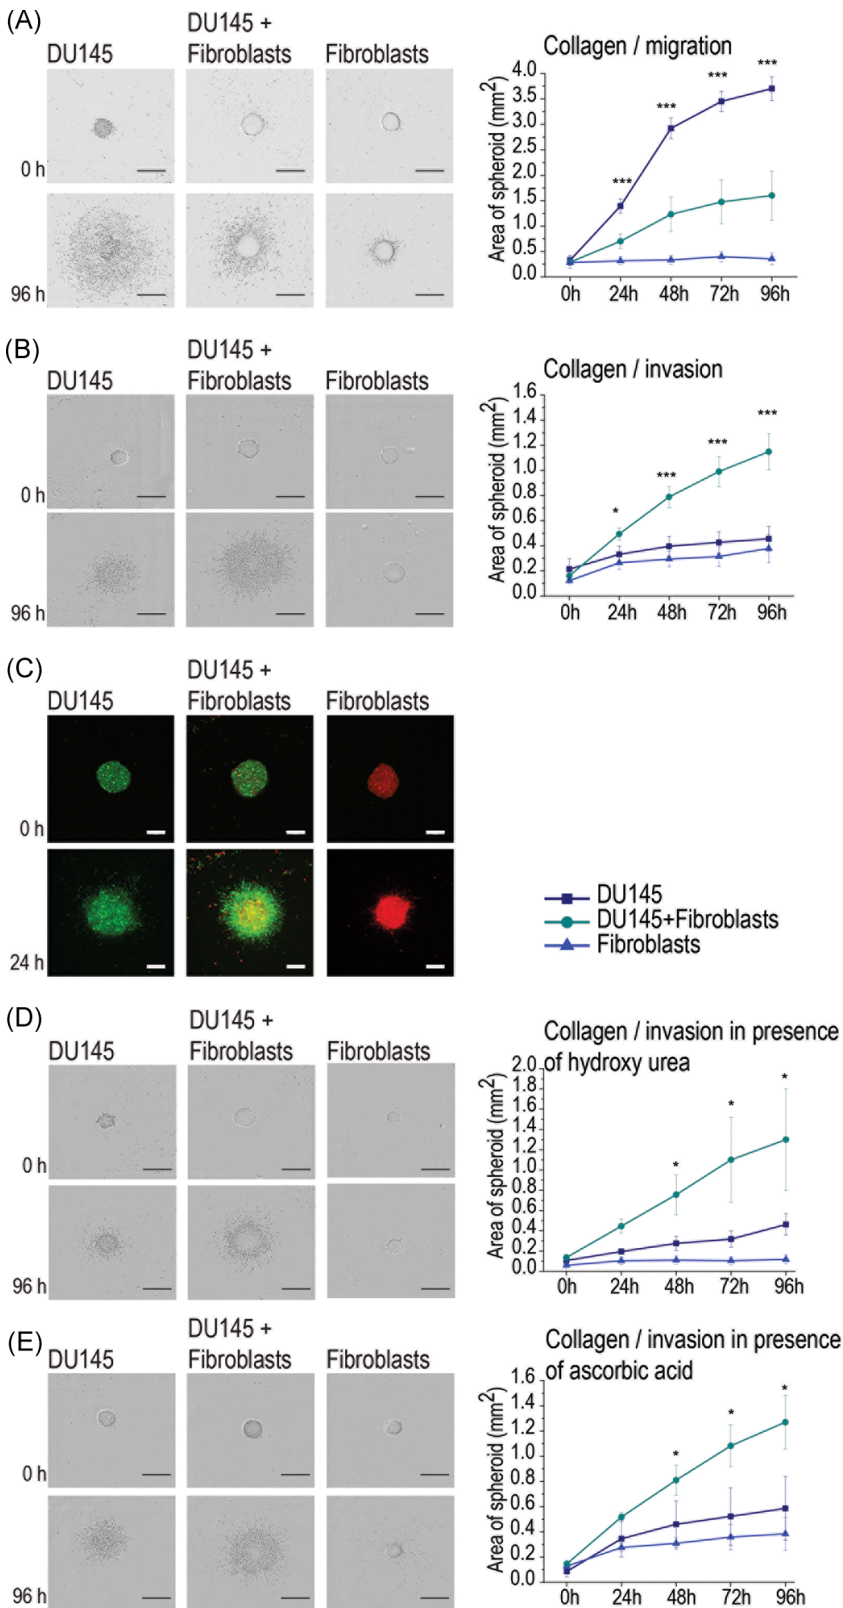 (A)
DU145
DU145 +
Fibroblasts
Fibroblasts
0 h
96 h
Collagen / migration
Area of spheroid (mm2)
4.0
3.5
3.0
2.5
2.0
1.5
1.0
0.5
0.0
***
***
***
***
0h
24h
48h
72h
96h
(B)
DU145
DU145 +
Fibroblasts
Fibroblasts
0 h
96 h
Collagen / invasion
Area of spheroid (mm2)
1.6
1.4
1.2
1.0
0.8
0.6
0.4
0.2
0.0
*
***
***
***
0h
24h
48h
72h
96h
(C)
DU145
DU145 +
Fibroblasts
Fibroblasts
0 h
24 h
DU145
DU145+Fibroblasts
Fibroblasts
(D)
DU145
DU145 +
Fibroblasts
Fibroblasts
0 h
96 h
Collagen / invasion in presence
of hydroxy urea
Area of spheroid (mm2)
2.0
1.8
1.6
1.4
1.2
1.0
0.8
0.6
0.4
0.2
0.0
*
*
*
0h
24h
48h
72h
96h
(E)
DU145
DU145 +
Fibroblasts
Fibroblasts
0 h
96 h
Collagen / invasion in presence
of ascorbic acid
Area of spheroid (mm2)
1.6
1.4
1.2
1.0
0.8
0.6
0.4
0.2
0.0
*
*
*
0h
24h
48h
72h
96h